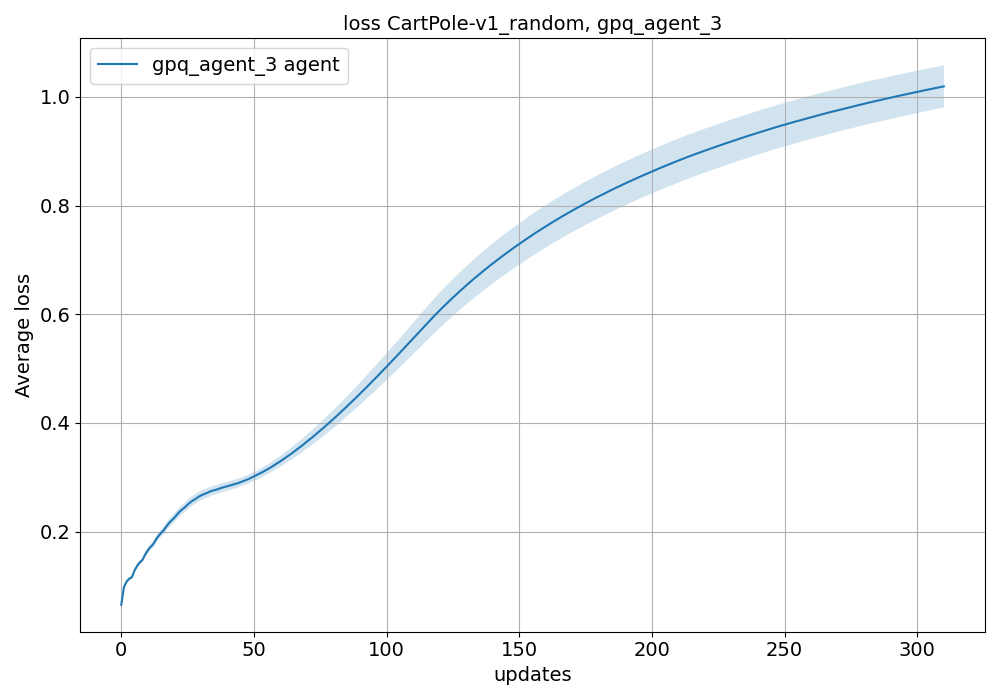 loss CartPole-v1_random, gpq_agent_3
gpq_agent_3 agent
Average loss
1.0
0.8
0.6
0.4
0.2
0 50 100 150 200 250 300
updates